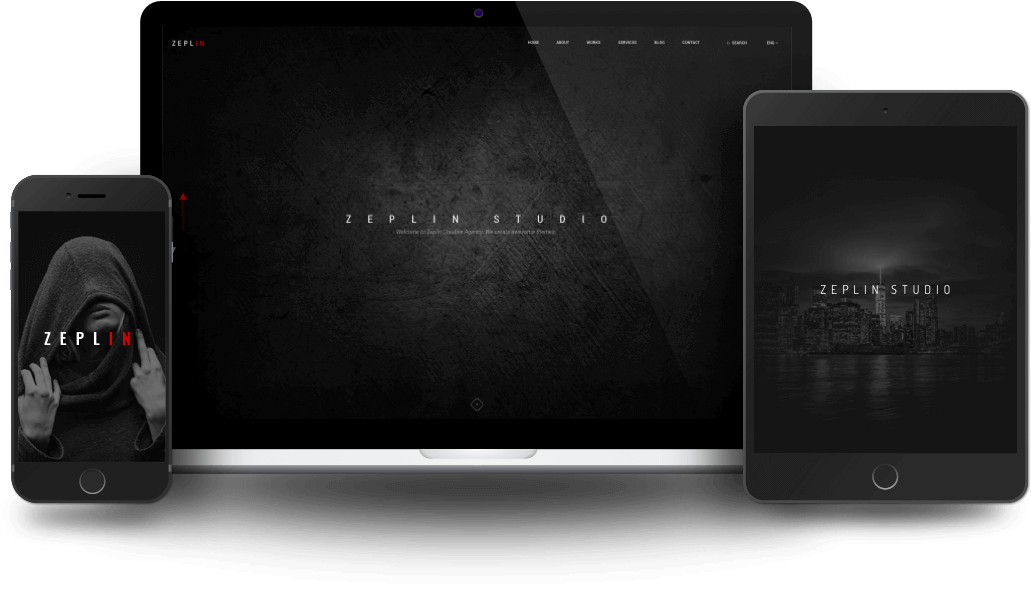 ZEPLIN
HOME ABOUT WORKS SERVICES BLOG CONTACT SEARCH ENG
ZEPLIN STUDIO
Welcome to Zeplin Creative Agency. We create awesome themes.
ZEPLIN
ZEPLIN STUDIO